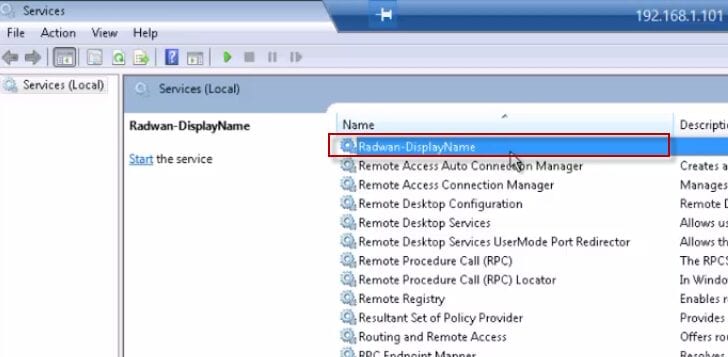 Services
192.168.1.101
File Action View Help
Services (Local)
Services (Local)
Radwan-DisplayName
Start the service
Name Descripti
Radwan-DisplayName
Remote Access Auto Connection Manager Creates a
Remote Access Connection Manager Manages
Remote Desktop Configuration Remote D
Remote Desktop Services Allows us
Remote Desktop Services UserMode Port Redirector Allows th
Remote Procedure Call (RPC) The RPCS
Remote Procedure Call (RPC) Locator In Window
Remote Registry Enables r
Resultant Set of Policy Provider Provides
Routing and Remote Access Offers ro
RPC Endpoint Mapper Resolves